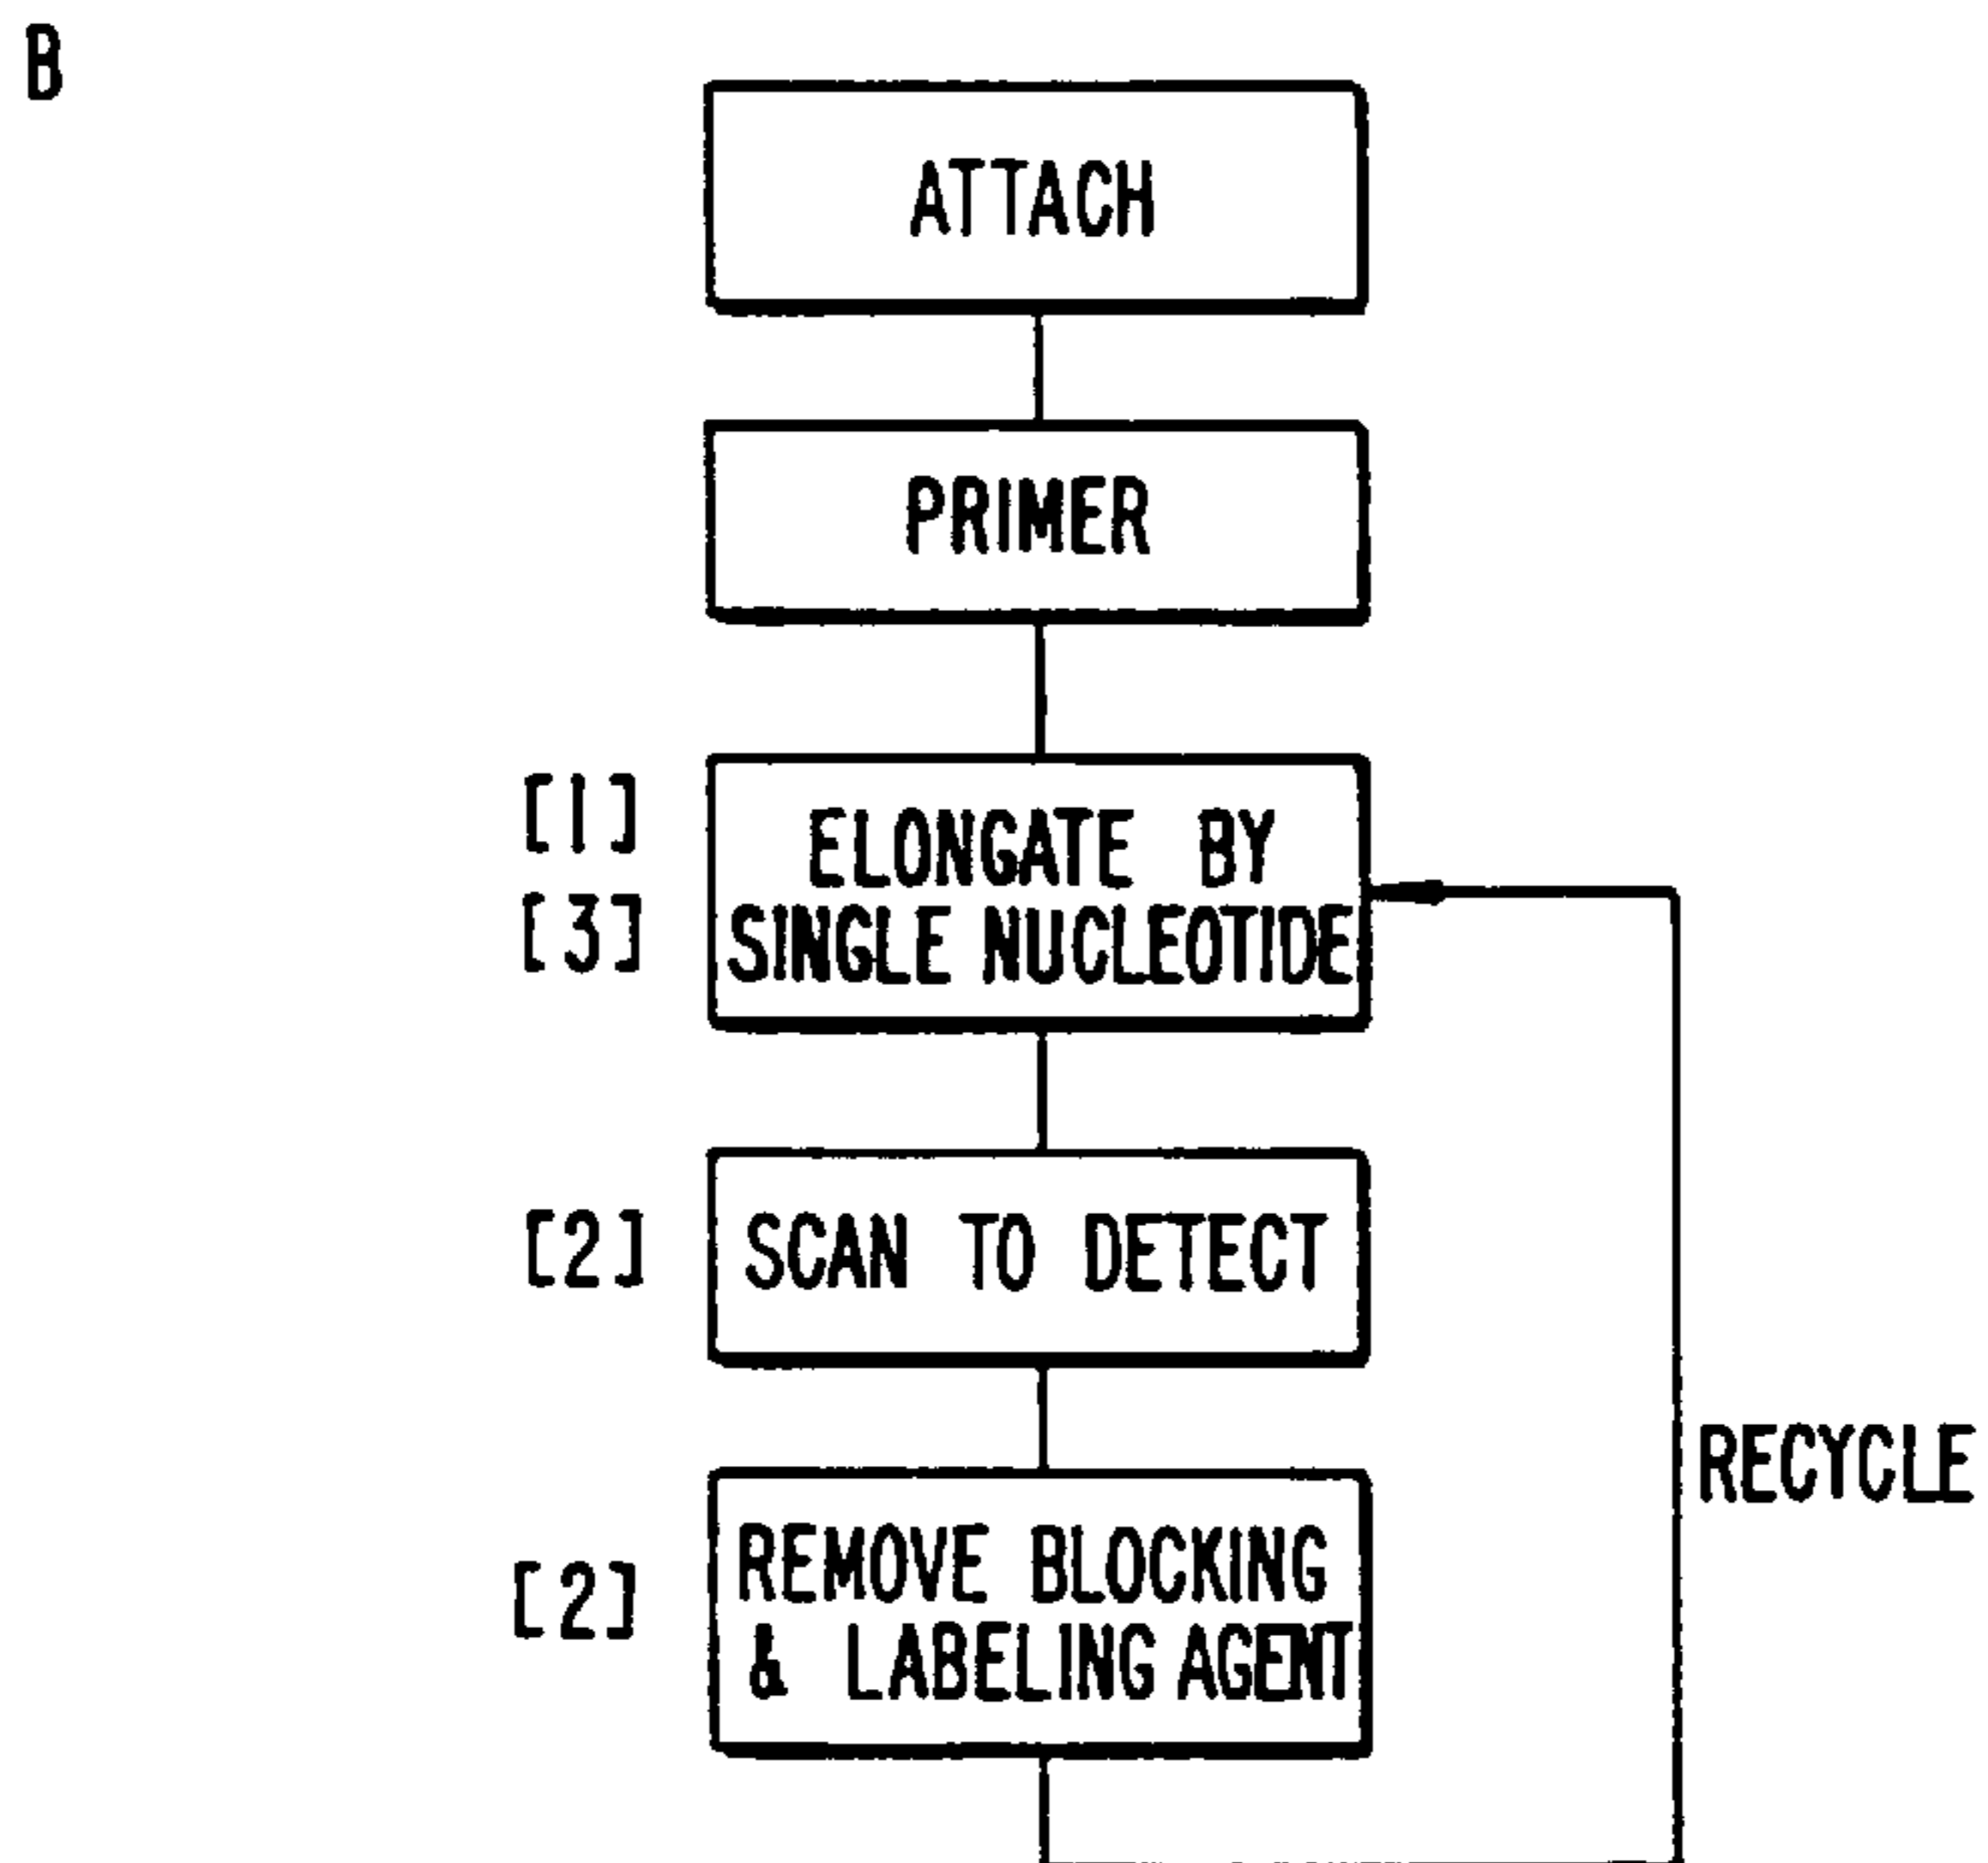 B
ATTACH
PRIMER
[1]
ELONGATE BY
[3]
SINGLE NUCLEOTIDE
[2]
SCAN TO DETECT
RECYCLE
REMOVE BLOCKING
[2]
& LABELING AGENT